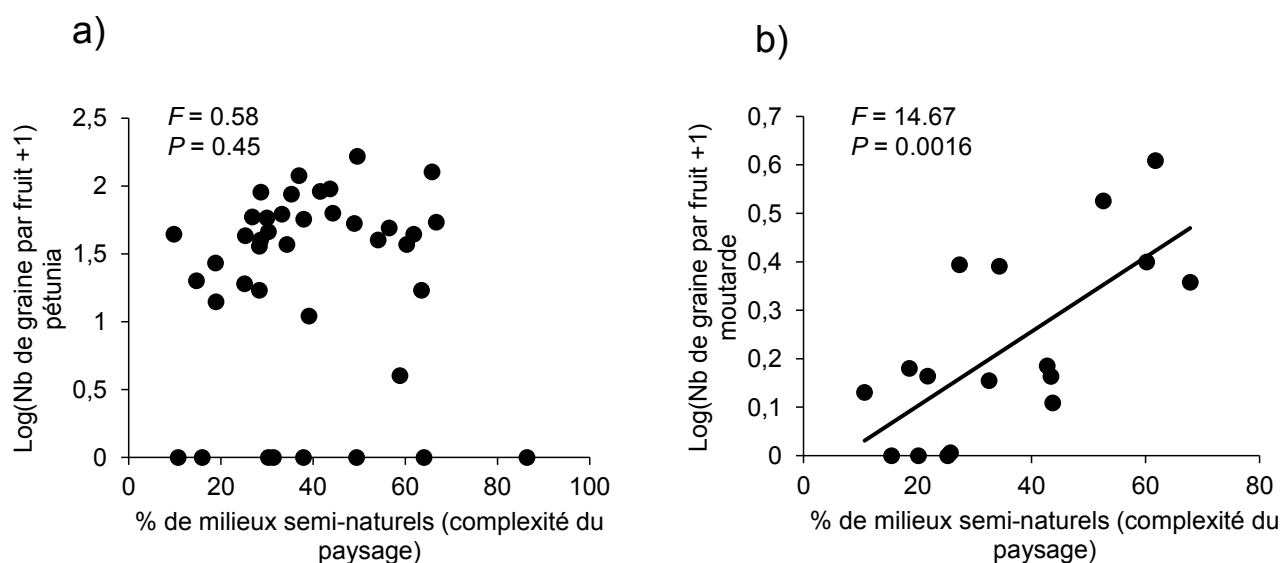 a)
F = 0.58
P = 0.45
Log(Nb de graine par fruit +1)
pétunia
2,5
2
1,5
1
0,5
0
0 20 40 60 80 100
% de milieux semi-naturels (complexité du
paysage)
b)
F = 14.67
P = 0.0016
Log(Nb de graine par fruit +1)
moutarde
0,7
0,6
0,5
0,4
0,3
0,2
0,1
0
0 20 40 60 80
% de milieux semi-naturels (complexité du
paysage)